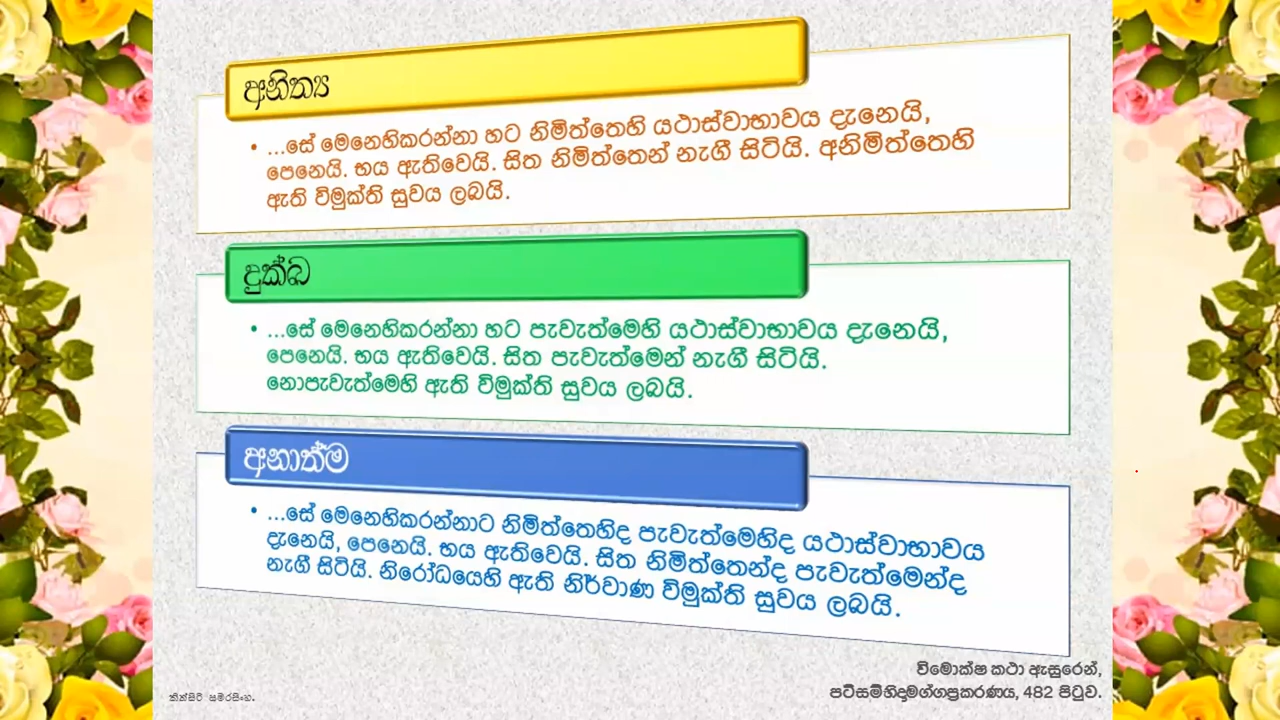 අනිත්‍ය
• ...සේ මෙනෙහිකරන්නා හට නිමිත්තෙහි යථාස්වාභාවය දැනෙයි,
පෙනෙයි. භය ඇතිවෙයි. සිත නිමිත්තෙන් නැගී සිටියි. අනිමිත්තෙහි
ඇති විමුක්ති සුවය ලබයි.
දුක්ඛ
• ...සේ මෙනෙහිකරන්නා හට පැවැත්මෙහි යථාස්වාභාවය දැනෙයි,
පෙනෙයි. භය ඇතිවෙයි. සිත පැවැත්මෙන් නැගී සිටියි.
නොපැවැත්මෙහි ඇති විමුක්ති සුවය ලබයි.
අනාත්ම
• ...සේ මෙනෙහිකරන්නාට නිමිත්තෙහිද පැවැත්මෙහිද යථාස්වාභාවය
දැනෙයි, පෙනෙයි. භය ඇතිවෙයි. සිත නිමිත්තෙන්ද පැවැත්මෙන්ද
නැගී සිටියි. නිරෝධයෙහි ඇති නිර්වාණ විමුක්ති සුවය ලබයි.
විමොක්ෂ කථා ඇසුරෙන්,
පටිසම්භිදාමග්ගප්‍රකරණය, 482 පිටුව.
කිත්සිරි සමරසිංහ.